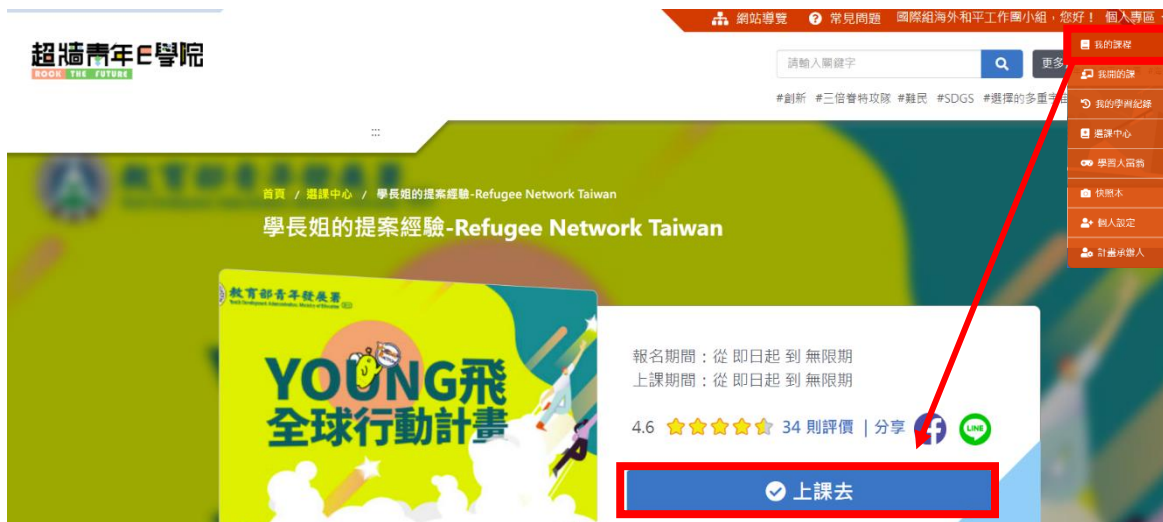 網站導覽 常見問題 國際組海外和平工作團小組，您好！ 個人專區
超牆青年E學院
ROCK THE FUTURE
請輸入關鍵字
更多
#創新 #三倍眷特攻隊 #難民 #SDGS #選擇的多重宇宙
:::
我的課程
我開的課
我的學習紀錄
選課中心
學習大富翁
快照本
個人設定
計畫承辦人
首頁 / 選課中心 / 學長姐的提案經驗-Refugee Network Taiwan
學長姐的提案經驗-Refugee Network Taiwan
教育部青年發展署
YOUNG飛
全球行動計畫
報名期間：從 即日起 到 無限期
上課期間：從 即日起 到 無限期
4.6 34 則評價 | 分享
LINE
上課去